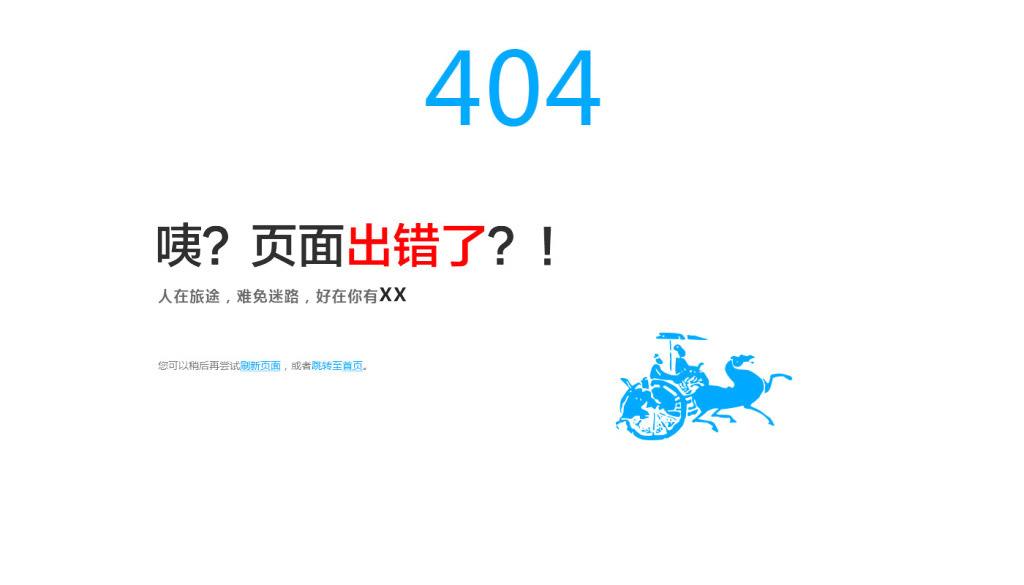 404
咦？页面出错了？！
人在旅途，难免迷路，好在你有XX
您可以稍后再尝试刷新页面，或者跳转至首页。